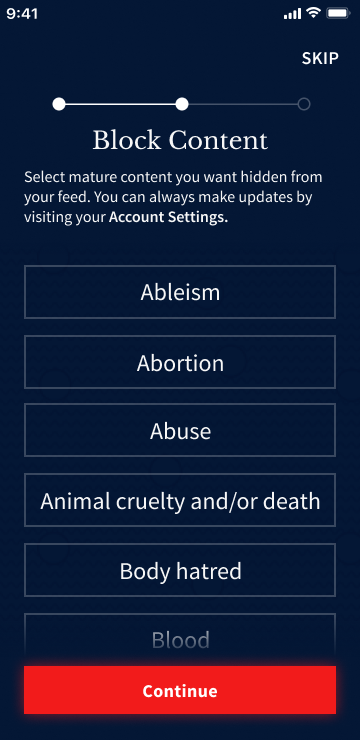 9:41
SKIP
Block Content
Select mature content you want hidden from
your feed. You can always make updates by
visiting your Account Settings.
Ableism
Abortion
Abuse
Animal cruelty and/or death
Body hatred
Blood
Continue